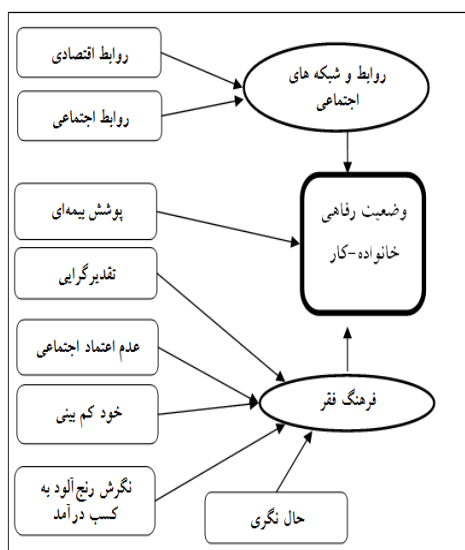 روابط اقتصادی
روابط و شبکه های
اجتماعی
روابط اجتماعی
وضعیت رفاهی
خانواده-کار
پوشش بیمه‌ای
تقدیرگرایی
عدم اعتماد اجتماعی
فرهنگ فقر
خود کم بینی
نگرش رنج‌آلود به
کسب درآمد
حال نگری